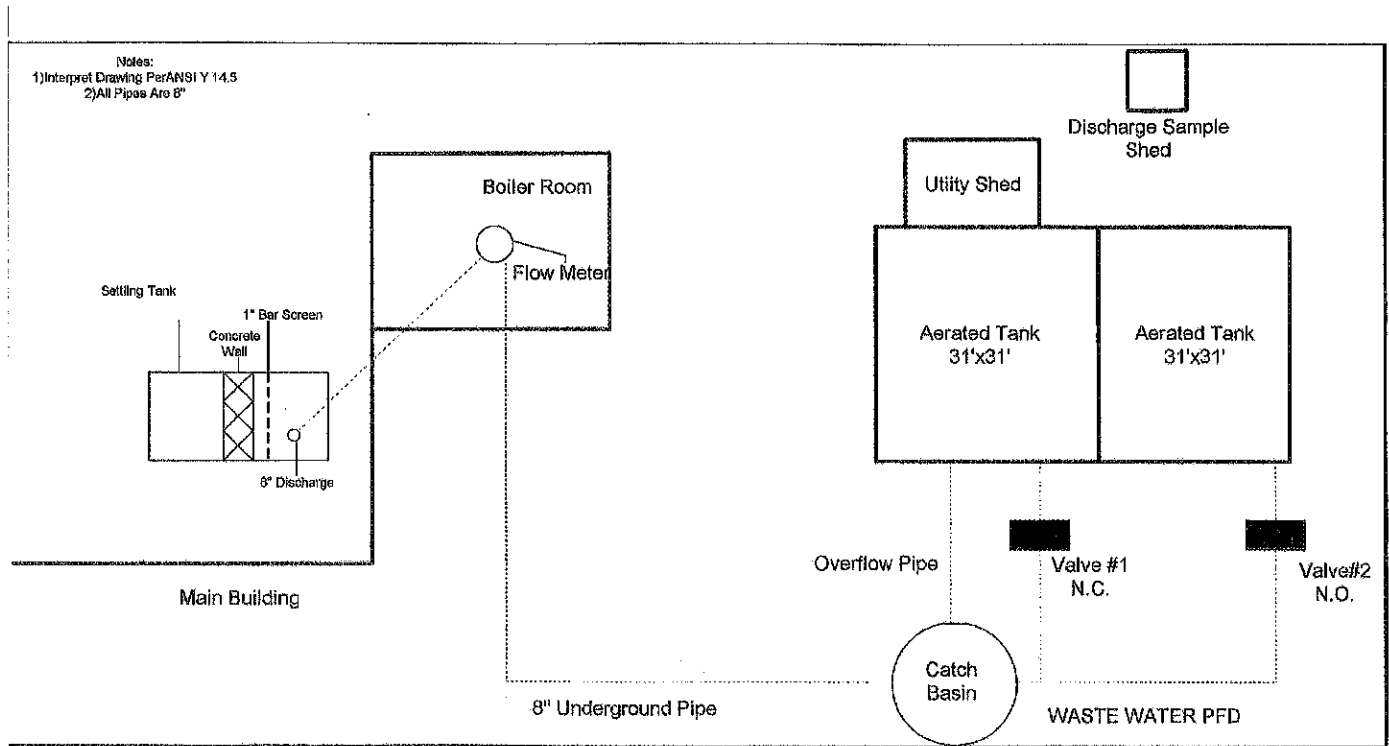 Notes:
1)Interpret Drawing PerANSI Y 14.5
2)All Pipes Are 8"
Discharge Sample
Shed
Boiler Room
Utility Shed
Flow Meter
Settling Tank
1" Bar Screen
Concrete
Wall
Aerated Tank
31'x31'
Aerated Tank
31'x31'
Discharge
Overflow Pipe
Valve #1
N.C.
Valve#2
N.O.
Main Building
Catch
Basin
8" Underground Pipe
WASTE WATER PFD